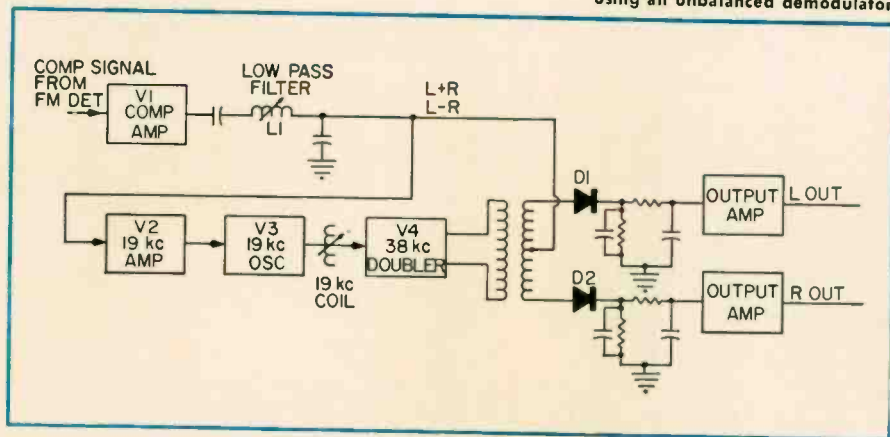 using an unbalanced demodulator
COMP SIGNAL
FROM
FM DET
V1
COMP
AMP
LOW PASS
FILTER
L1
L+R
L-R
V2
19 kc
AMP
V3
19 kc
OSC
19 kc
COIL
V4
38 kc
DOUBLER
D1
OUTPUT
AMP
L OUT
D2
OUTPUT
AMP
R OUT